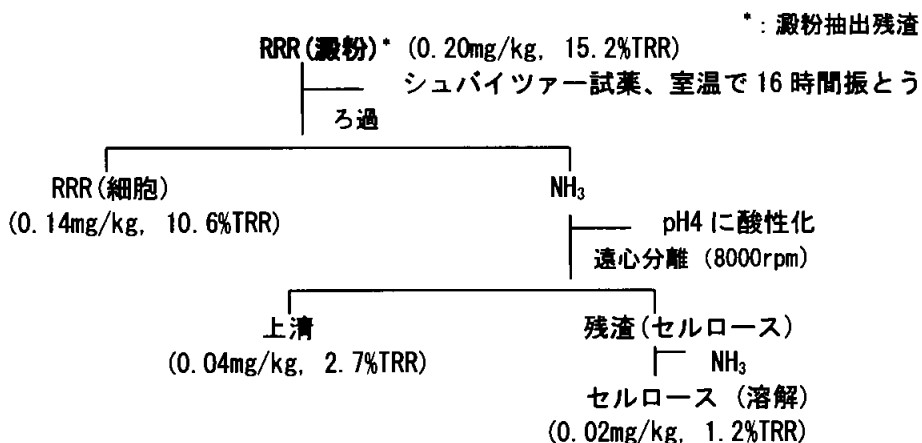 *：澱粉抽出残渣
RRR(澱粉)* (0.20mg/kg, 15.2%TRR)
シュバイツァー試薬、室温で16時間振とう
ろ過
RRR(細胞)
NH₃
(0.14mg/kg, 10.6%TRR)
pH4に酸性化
遠心分離 (8000rpm)
上清
残渣(セルロース)
(0.04mg/kg, 2.7%TRR)
NH₃
セルロース (溶解)
(0.02mg/kg, 1.2%TRR)